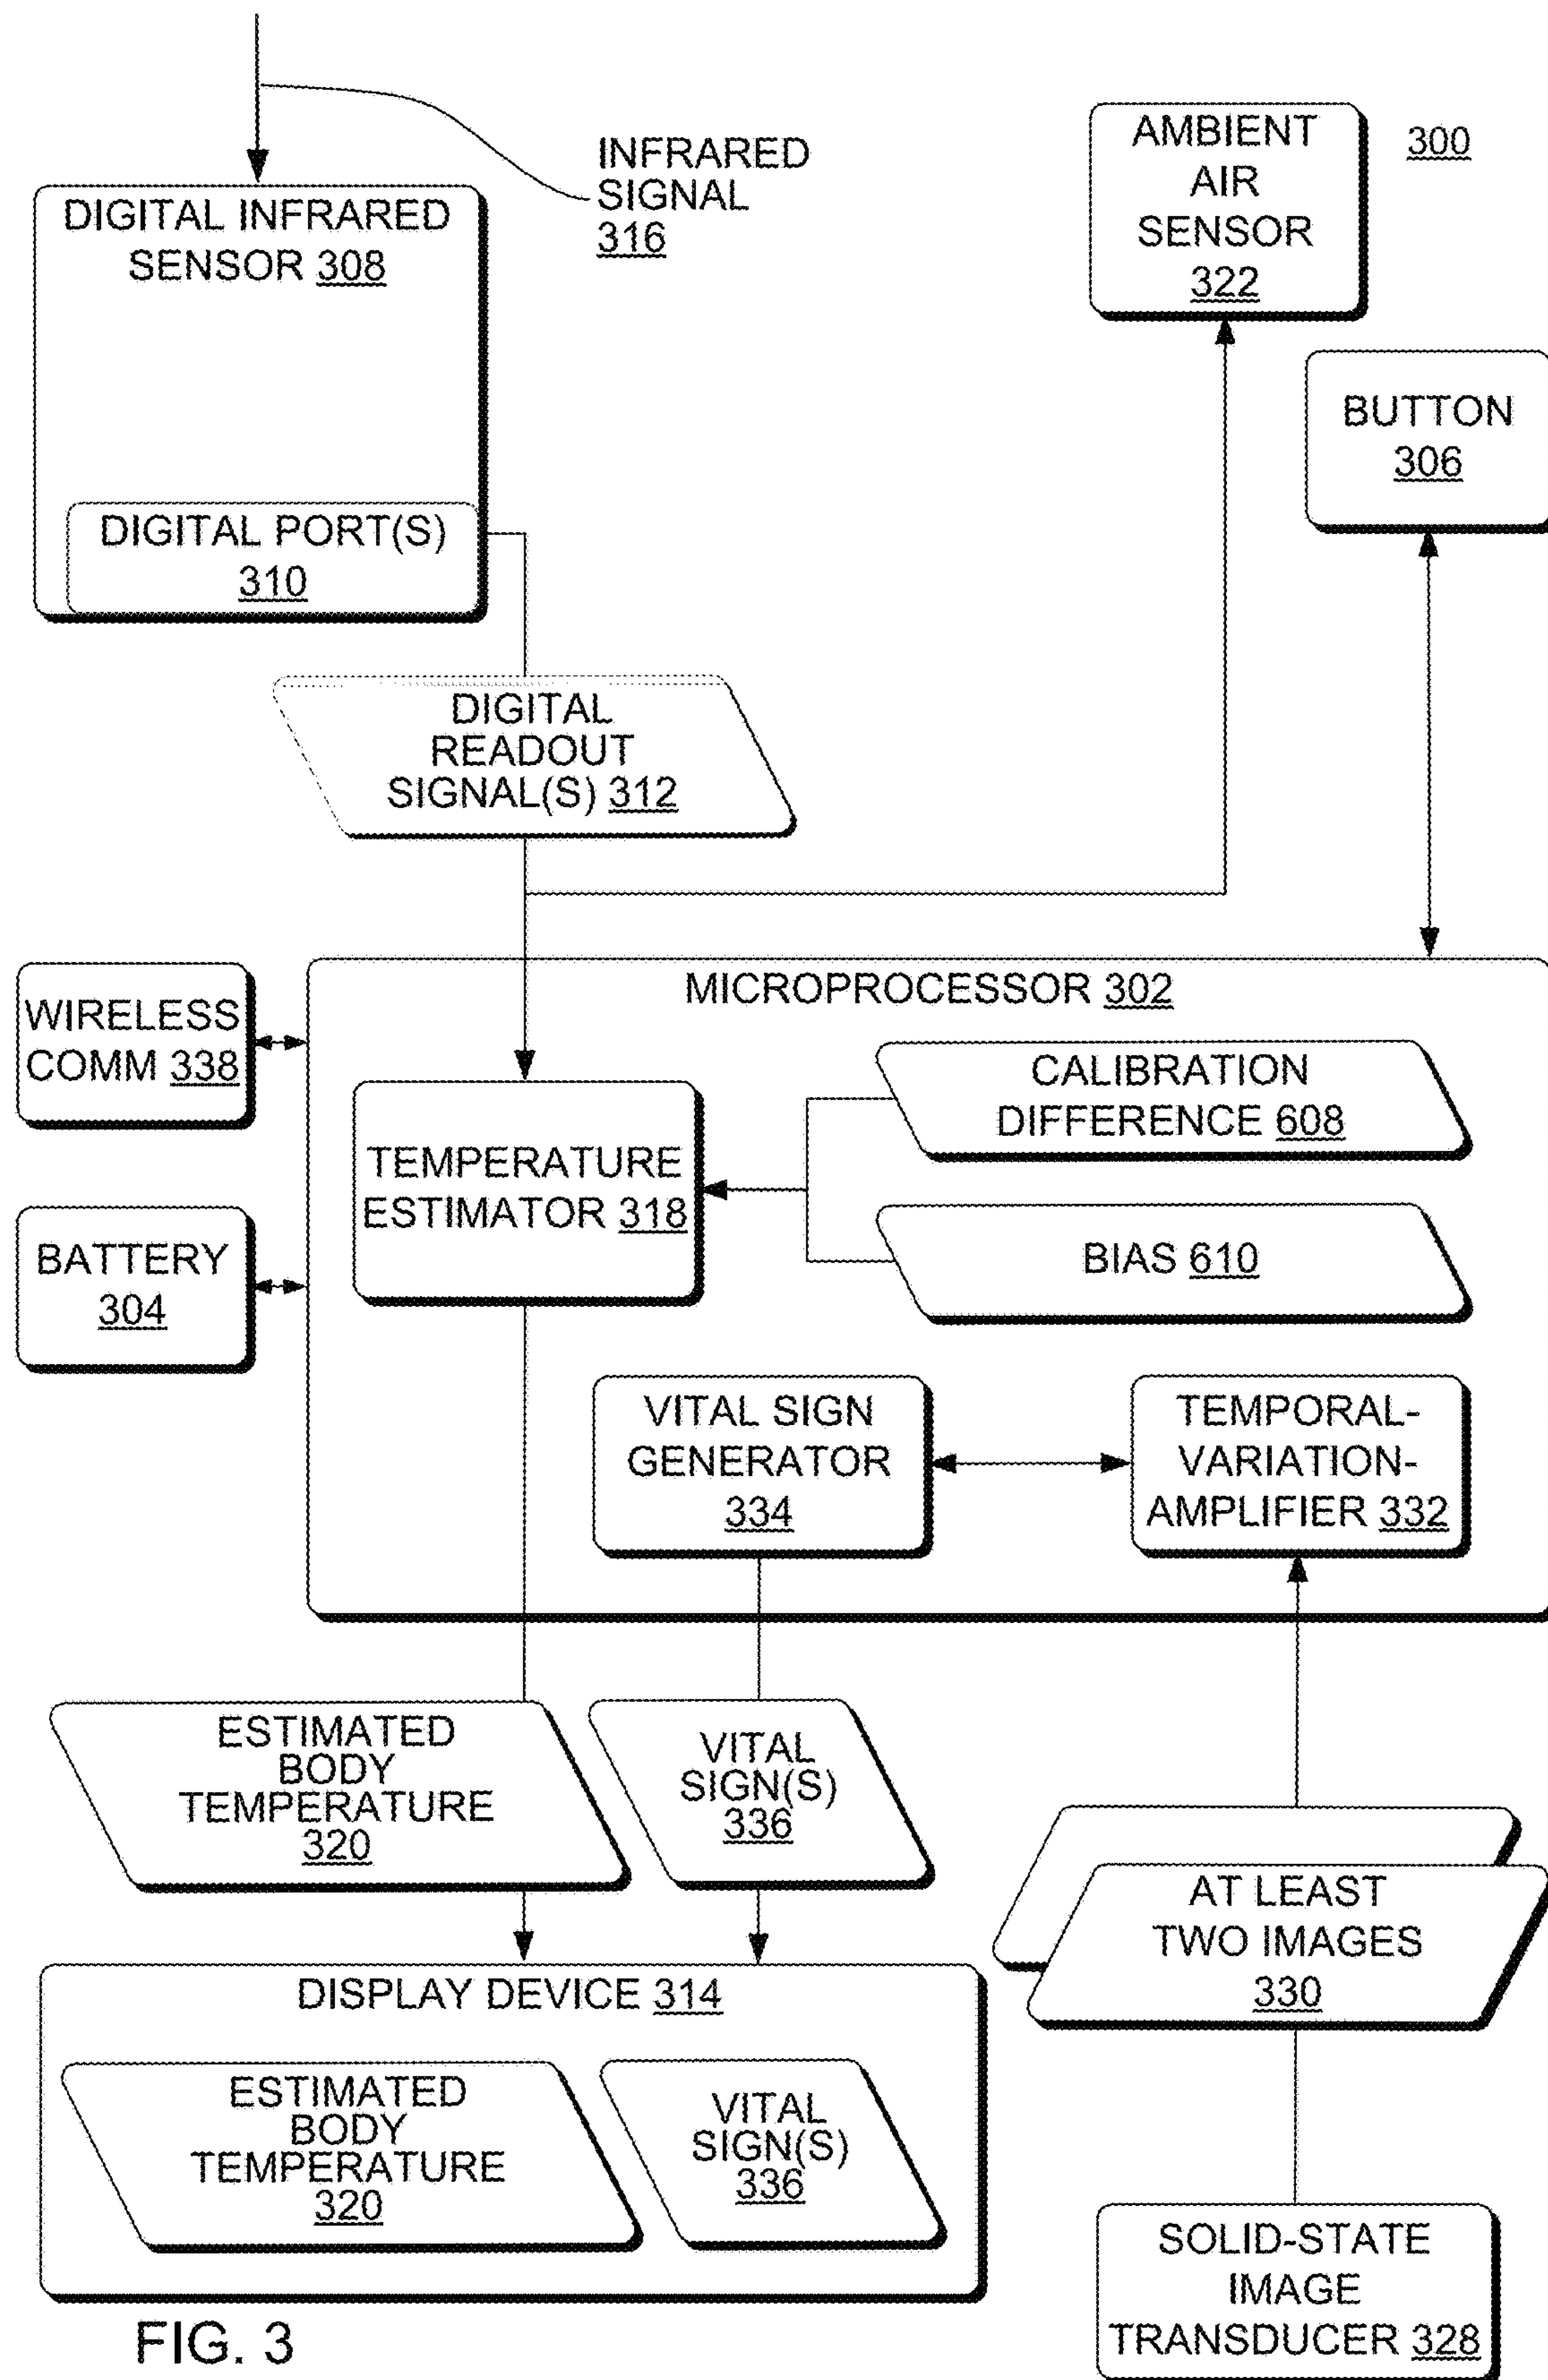 INFRARED
SIGNAL
316
AMBIENT
AIR
SENSOR
322
300
DIGITAL INFRARED
SENSOR 308
BUTTON
306
DIGITAL PORT(S)
310
DIGITAL
READOUT
SIGNAL(S) 312
MICROPROCESSOR 302
WIRELESS
COMM 338
CALIBRATION
DIFFERENCE 608
TEMPERATURE
ESTIMATOR 318
BATTERY
304
BIAS 610
VITAL SIGN
GENERATOR
334
TEMPORAL-
VARIATION-
AMPLIFIER 332
ESTIMATED
BODY
TEMPERATURE
320
VITAL
SIGN(S)
336
AT LEAST
TWO IMAGES
330
DISPLAY DEVICE 314
ESTIMATED
BODY
TEMPERATURE
320
VITAL
SIGN(S)
336
SOLID-STATE
IMAGE
TRANSDUCER 328
FIG. 3